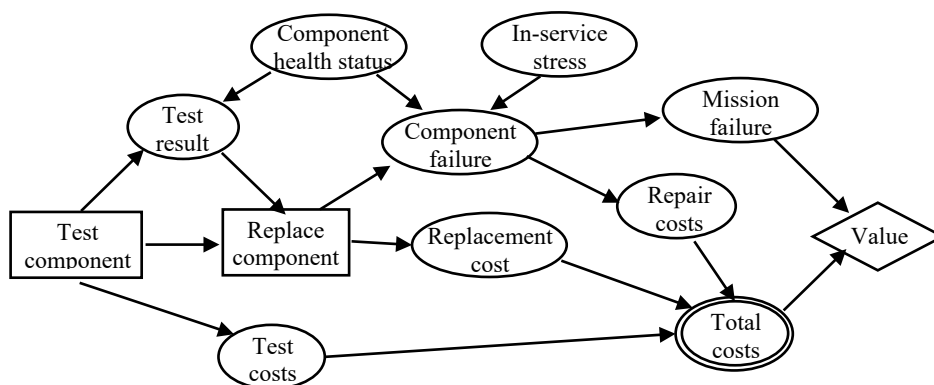 Component
health status
In-service
stress
Test
result
Component
failure
Mission
failure
Test
component
Replace
component
Replacement
cost
Repair
costs
Value
Test
costs
Total
costs